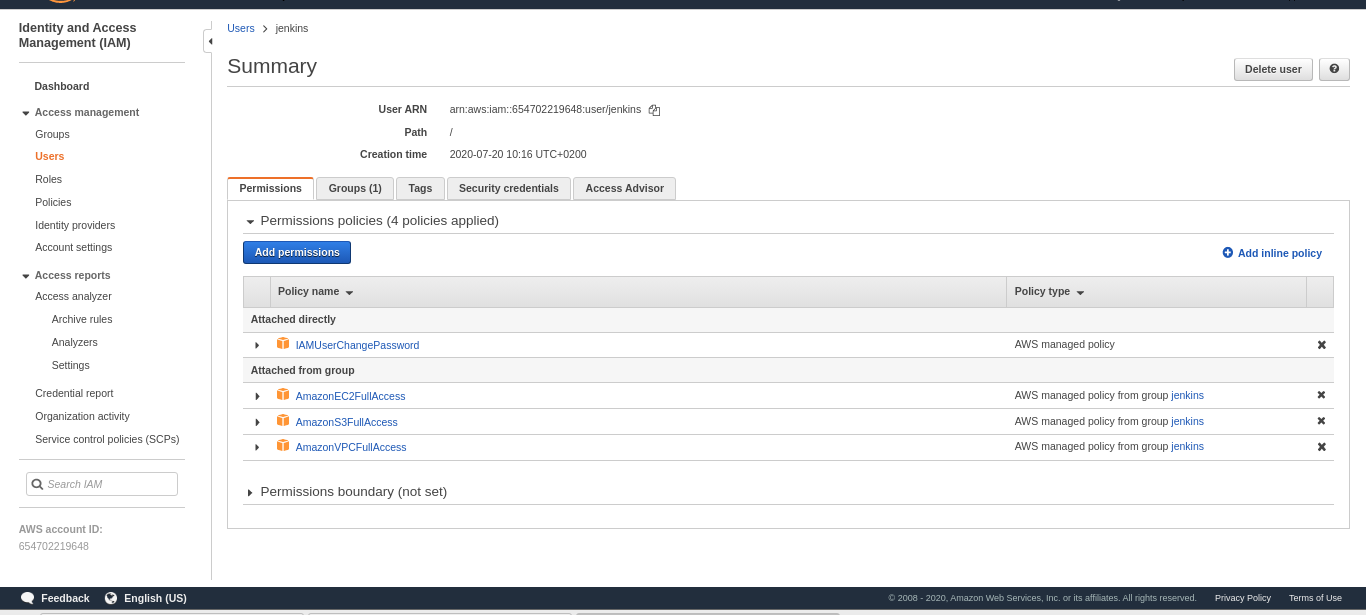 Identity and Access
Management (IAM)
Dashboard
Access management
Groups
Users
Roles
Policies
Identity providers
Account settings
Access reports
Access analyzer
Archive rules
Analyzers
Settings
Credential report
Organization activity
Service control policies (SCPs)
Search IAM
AWS account ID:
654702219648
Users jenkins
Summary
Delete user
User ARN arn:aws:iam::654702219648:user/jenkins
Path /
Creation time 2020-07-20 10:16 UTC+0200
Permissions Groups (1) Tags Security credentials Access Advisor
Permissions policies (4 policies applied)
Add permissions Add inline policy
Policy name Policy type
Attached directly
IAMUserChangePassword AWS managed policy
Attached from group
AmazonEC2FullAccess AWS managed policy from group jenkins
AmazonS3FullAccess AWS managed policy from group jenkins
AmazonVPCFullAccess AWS managed policy from group jenkins
Permissions boundary (not set)
Feedback English (US) © 2008 - 2020, Amazon Web Services, Inc. or its affiliates. All rights reserved. Privacy Policy Terms of Use